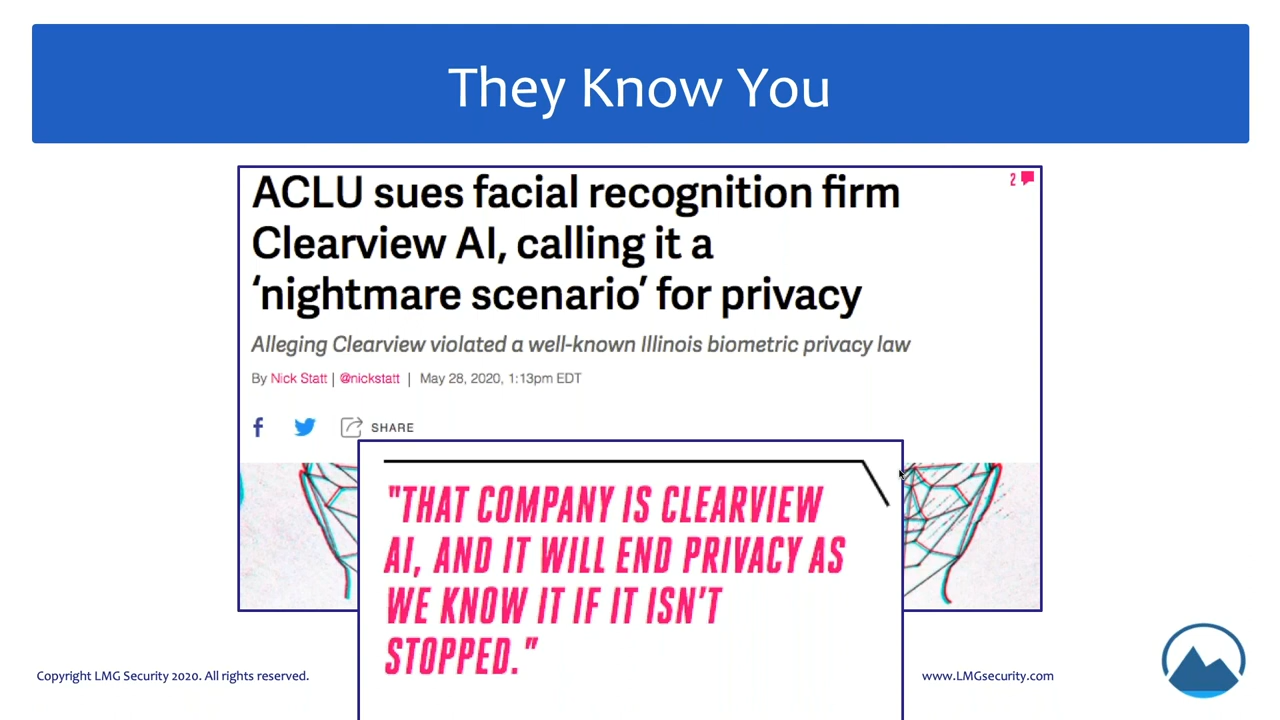 They Know You
ACLU sues facial recognition firm
2
Clearview AI, calling it a
‘nightmare scenario’ for privacy
Alleging Clearview violated a well-known Illinois biometric privacy law
By Nick Statt | @nickstatt | May 28, 2020, 1:13pm EDT
SHARE
"THAT COMPANY IS CLEARVIEW
AI, AND IT WILL END PRIVACY AS
WE KNOW IT IF IT ISN'T
STOPPED."
Copyright LMG Security 2020. All rights reserved.
www.LMGsecurity.com